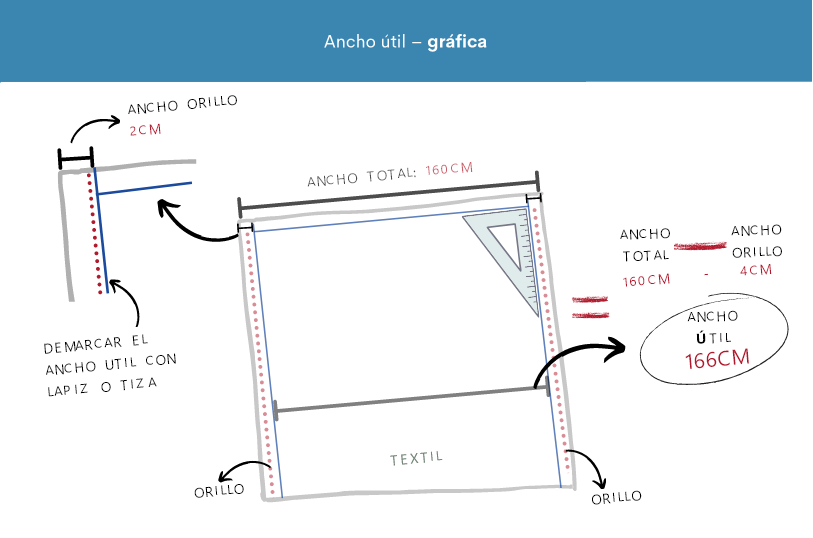 Ancho útil – gráfica
ANCHO ORILLO
2CM
ANCHO TOTAL: 160CM
ANCHO
TOTAL
160CM
-
ANCHO
ORILLO
4CM
ANCHO
ÚTIL
166CM
DEMARCAR EL
ANCHO UTIL CON
LAPIZ O TIZA
TEXTIL
ORILLO
ORILLO